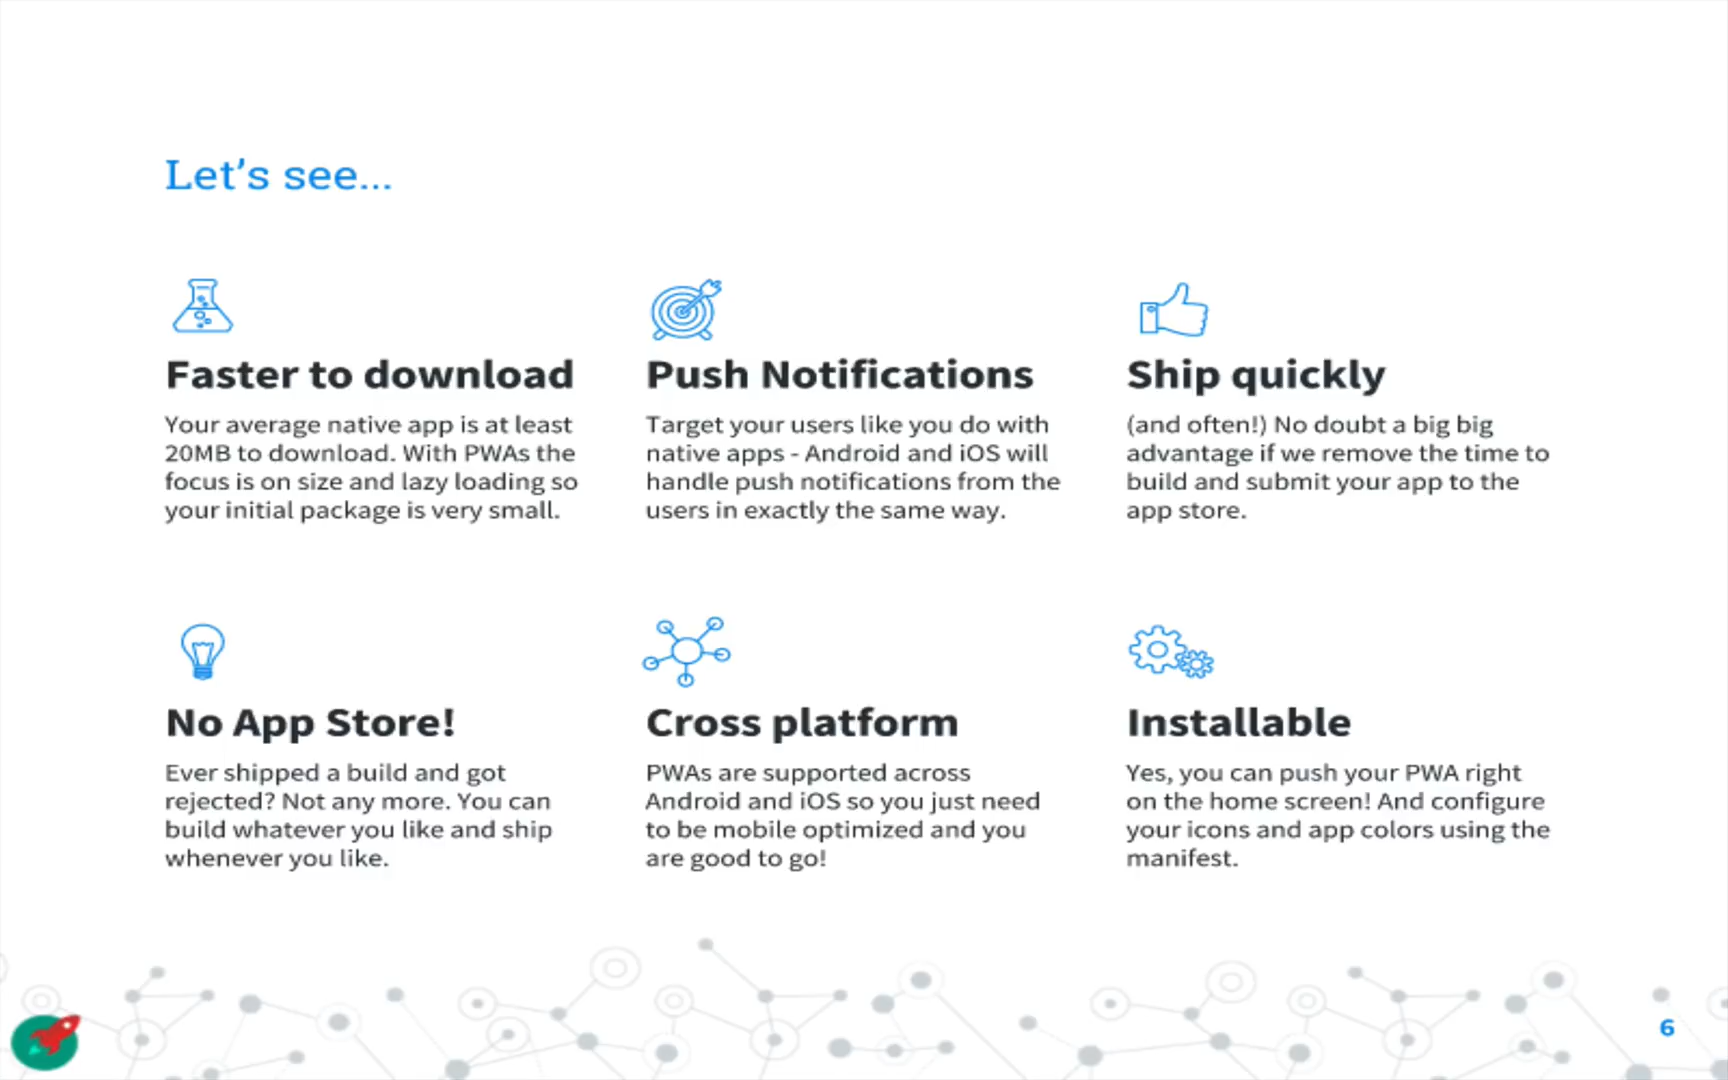 Let’s see...
Faster to download
Your average native app is at least
20MB to download. With PWAs the
focus is on size and lazy loading so
your initial package is very small.
Push Notifications
Target your users like you do with
native apps - Android and iOS will
handle push notifications from the
users in exactly the same way.
Ship quickly
(and often!) No doubt a big big
advantage if we remove the time to
build and submit your app to the
app store.
No App Store!
Ever shipped a build and got
rejected? Not any more. You can
build whatever you like and ship
whenever you like.
Cross platform
PWAs are supported across
Android and iOS so you just need
to be mobile optimized and you
are good to go!
Installable
Yes, you can push your PWA right
on the home screen! And configure
your icons and app colors using the
manifest.
6